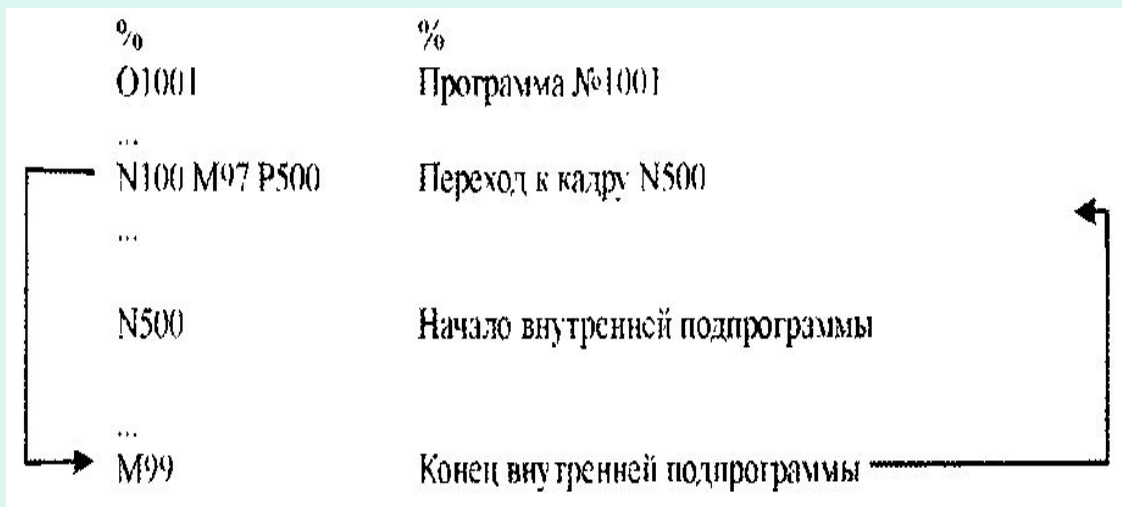 % %
O1001 Программа №1001
...
N100 M97 P500 Переход к кадру N500
...
N500 Начало внутренней подпрограммы
...
M99 Конец внутренней подпрограммы